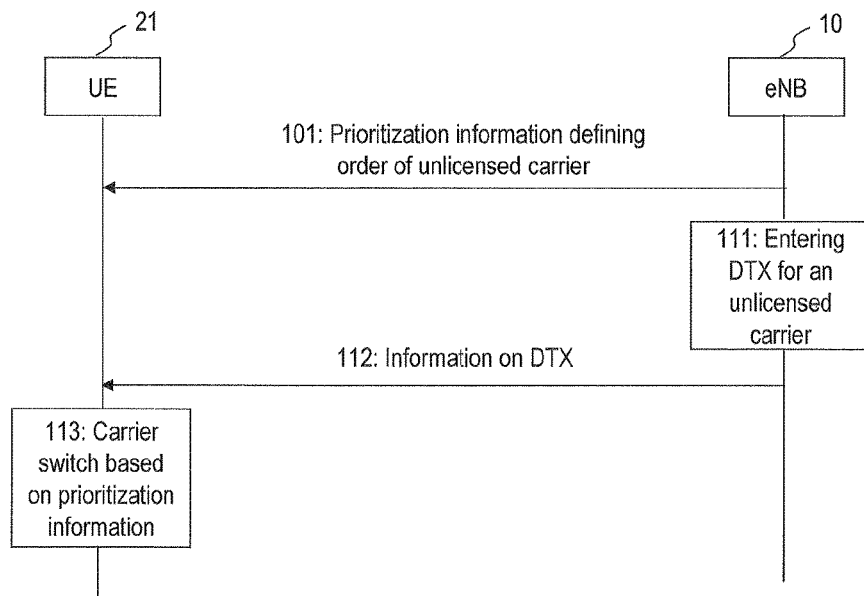 21
10
UE
eNB
101: Prioritization information defining
order of unlicensed carrier
111: Entering
DTX for an
unlicensed
carrier
112: Information on DTX
113: Carrier
switch based
on prioritization
information